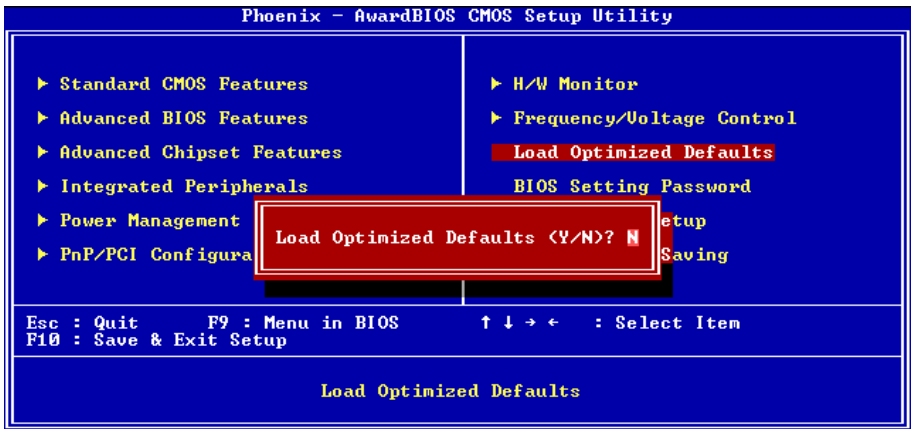 Phoenix - AwardBIOS CMOS Setup Utility
▶ Standard CMOS Features
▶ Advanced BIOS Features
▶ Advanced Chipset Features
▶ Integrated Peripherals
▶ Power Management
▶ PnP/PCI Configura
▶ H/W Monitor
▶ Frequency/Voltage Control
Load Optimized Defaults
BIOS Setting Password
etup
Saving
Load Optimized Defaults (Y/N)? N
Esc : Quit F9 : Menu in BIOS ↑ ↓ → ← : Select Item
F10 : Save & Exit Setup
Load Optimized Defaults